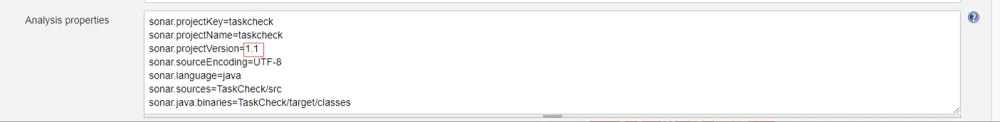 Analysis properties
sonar.projectKey=taskcheck
sonar.projectName=taskcheck
sonar.projectVersion=1.1
sonar.sourceEncoding=UTF-8
sonar.language=java
sonar.sources=TaskCheck/src
sonar.java.binaries=TaskCheck/target/classes
?